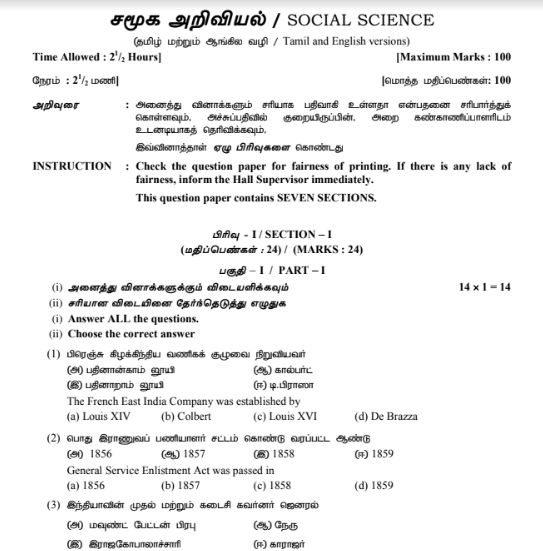 சமூக அறிவியல் / SOCIAL SCIENCE
(தமிழ் மற்றும் ஆங்கில வழி / Tamil and English versions)
Time Allowed : 2 1/2 Hours] [Maximum Marks : 100
நேரம் : 2 1/2 மணி] [மொத்த மதிப்பெண்கள்: 100
அறிவுரை : அனைத்து வினாக்களும் சரியாக பதிவாகி உள்ளதா என்பதனை சரிபார்த்துக்
கொள்ளவும். அச்சுப்பதிவில் குறையிருப்பின். அறை கண்காணிப்பாளரிடம்
உடனடியாகத் தெரிவிக்கவும்.
இவ்வினாத்தாள் ஏழு பிரிவுகளை கொண்டது
INSTRUCTION : Check the question paper for fairness of printing. If there is any lack of
fairness, inform the Hall Supervisor immediately.
This question paper contains SEVEN SECTIONS.
பிரிவு - I / SECTION – I
(மதிப்பெண்கள் : 24) / (MARKS : 24)
பகுதி – I / PART – I
(i) அனைத்து வினாக்களுக்கும் விடையளிக்கவும் 14 x 1 = 14
(ii) சரியான விடையினை தேர்ந்தெடுத்து எழுதுக
(i) Answer ALL the questions.
(ii) Choose the correct answer
(1) பிரெஞ்சு கிழக்கிந்திய வணிகக் குழுவை நிறுவியவர்
(அ) பதினான்காம் லூயி (ஆ) கால்பர்ட்
(இ) பதினாறாம் லூயி (ஈ) டி.பிராஸா
The French East India Company was established by
(a) Louis XIV (b) Colbert (c) Louis XVI (d) De Brazza
(2) பொது இராணுவப் பணியாளர் சட்டம் கொண்டு வரப்பட்ட ஆண்டு
(அ) 1856 (ஆ) 1857 (இ) 1858 (ஈ) 1859
General Service Enlistment Act was passed in
(a) 1856 (b) 1857 (c) 1858 (d) 1859
(3) இந்தியாவின் முதல் மற்றும் கடைசி கவர்னர் ஜெனரல்
(அ) மவுண்ட் பேட்டன் பிரபு (ஆ) நேரு
(இ) இராஜகோபாலாச்சாரி (ஈ) காராஜர்